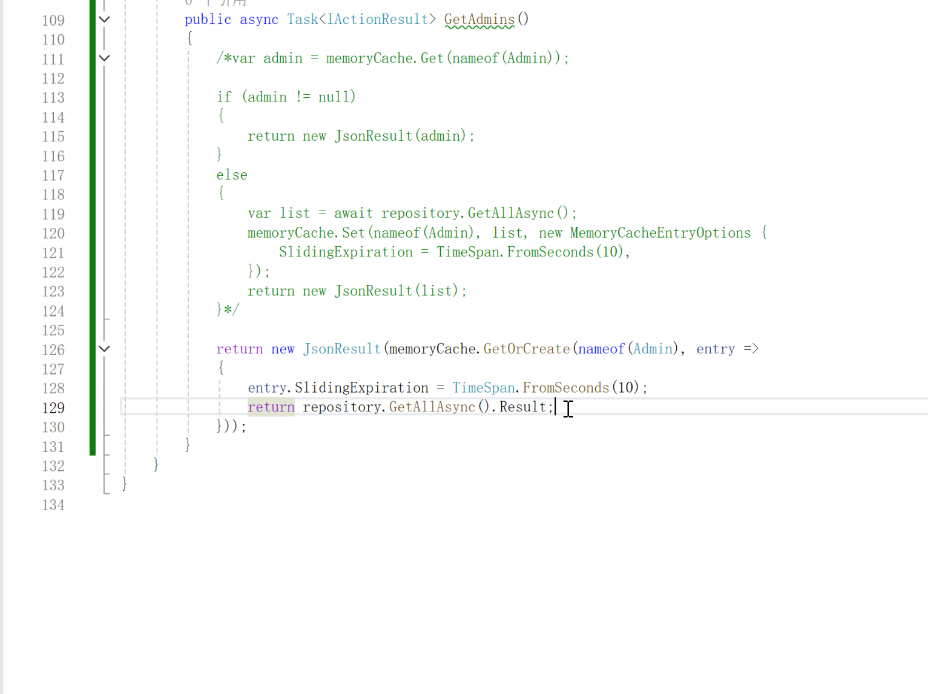 109 public async Task<IActionResult> GetAdmins()
110 {
111 /*var admin = memoryCache.Get(nameof(Admin));
112
113 if (admin != null)
114 {
115 return new JsonResult(admin);
116 }
117 else
118 {
119 var list = await repository.GetAllAsync();
120 memoryCache.Set(nameof(Admin), list, new MemoryCacheEntryOptions {
121 SlidingExpiration = TimeSpan.FromSeconds(10),
122 });
123 return new JsonResult(list);
124 }*/
125
126 return new JsonResult(memoryCache.GetOrCreate(nameof(Admin), entry =>
127 {
128 entry.SlidingExpiration = TimeSpan.FromSeconds(10);
129 return repository.GetAllAsync().Result;
130 }));
131 }
132 }
133 }
134